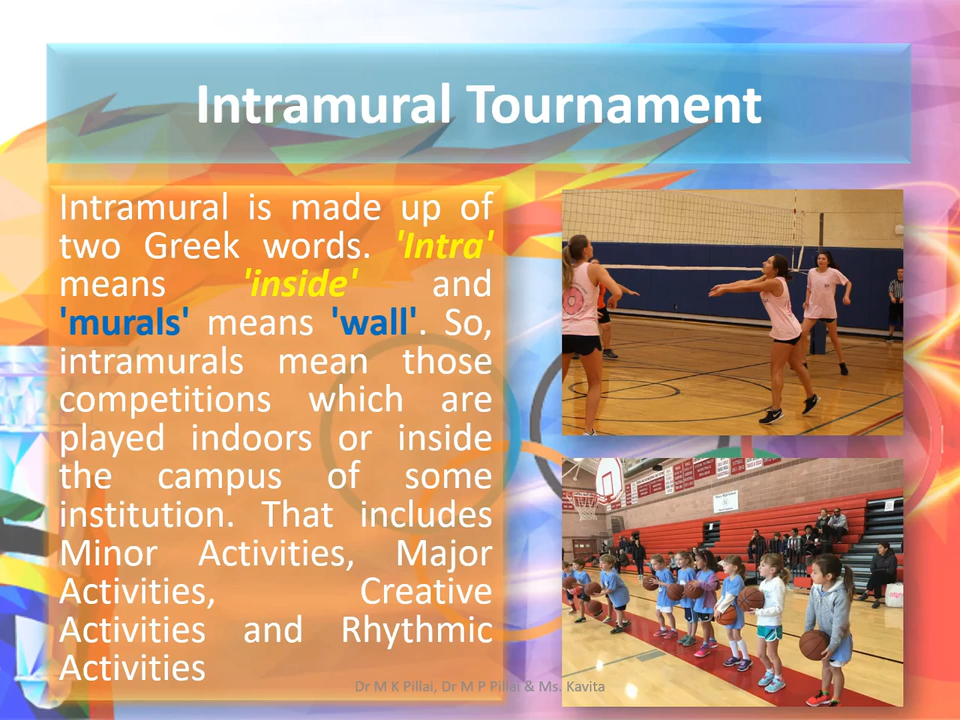 Intramural Tournament
Intramural is made up of
two Greek words. 'Intra'
means 'inside' and
'murals' means 'wall'. So,
intramurals mean those
competitions which are
played indoors or inside
the campus of some
institution. That includes
Minor Activities, Major
Activities, Creative
Activities and Rhythmic
Activities
Dr M K Pillai, Dr M P Pillai & Ms. Kavita